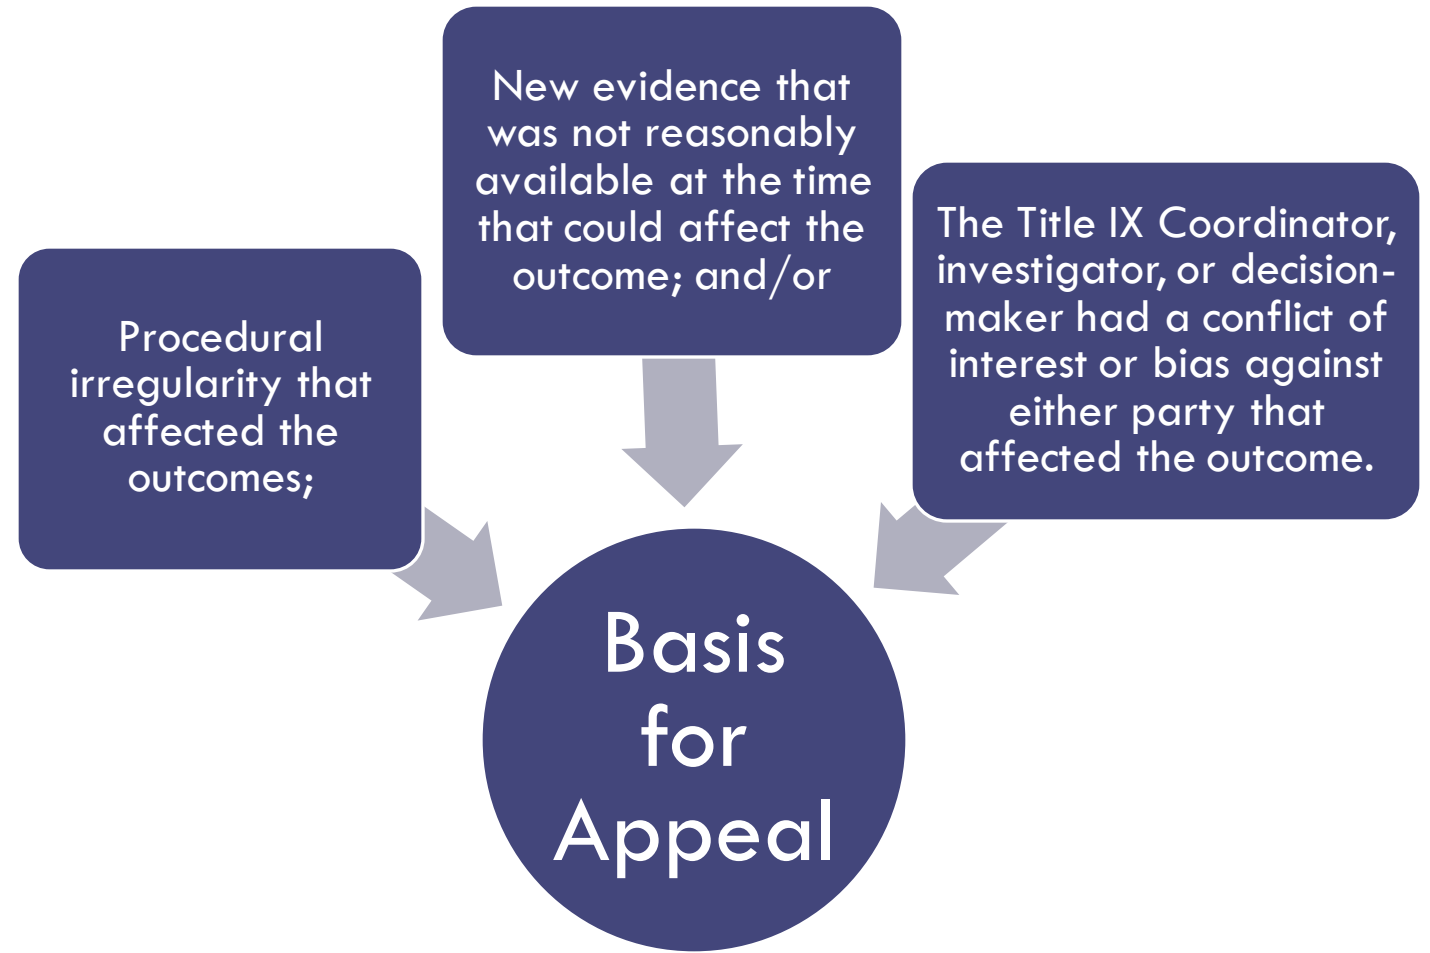 Procedural
irregularity that
affected the
outcomes;
New evidence that
was not reasonably
available at the time
that could affect the
outcome; and/or
The Title IX Coordinator,
investigator, or decision-
maker had a conflict of
interest or bias against
either party that
affected the outcome.
Basis
for
Appeal